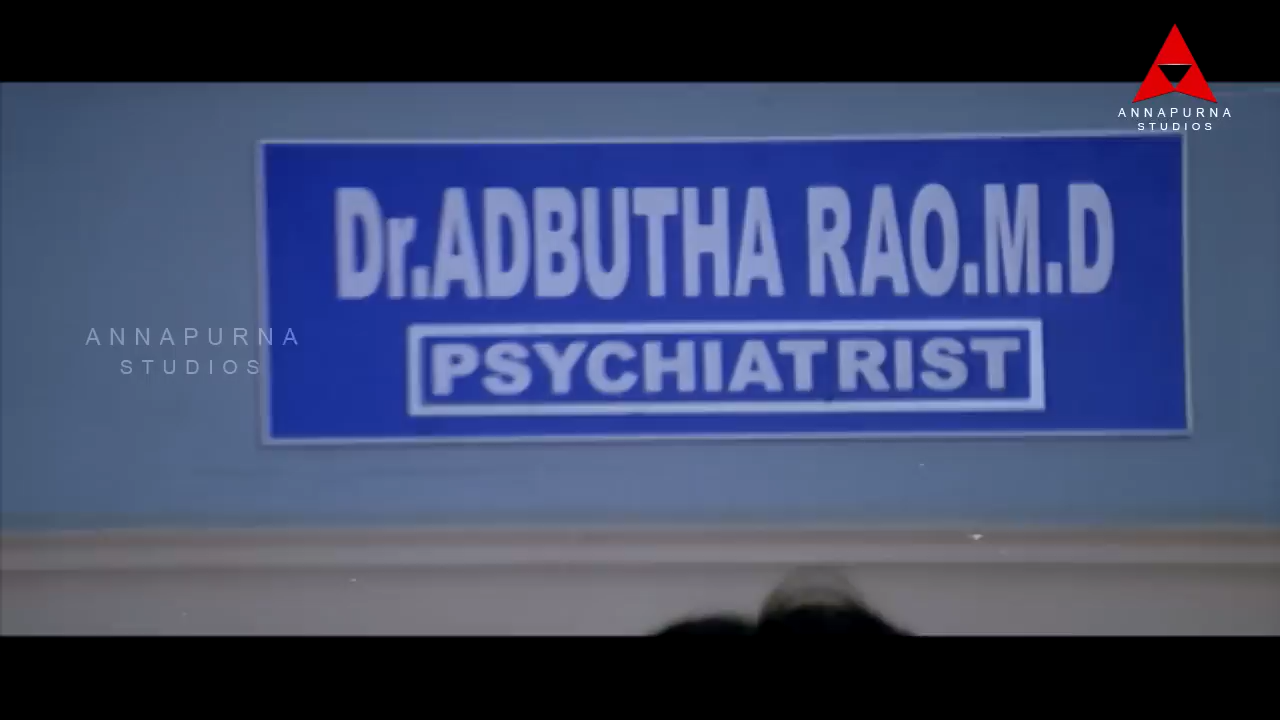 ANNAPURNA
STUDIOS
Dr.ADBUTHA RAO.M.D
PSYCHIATRIST
ANNAPURNA
STUDIOS